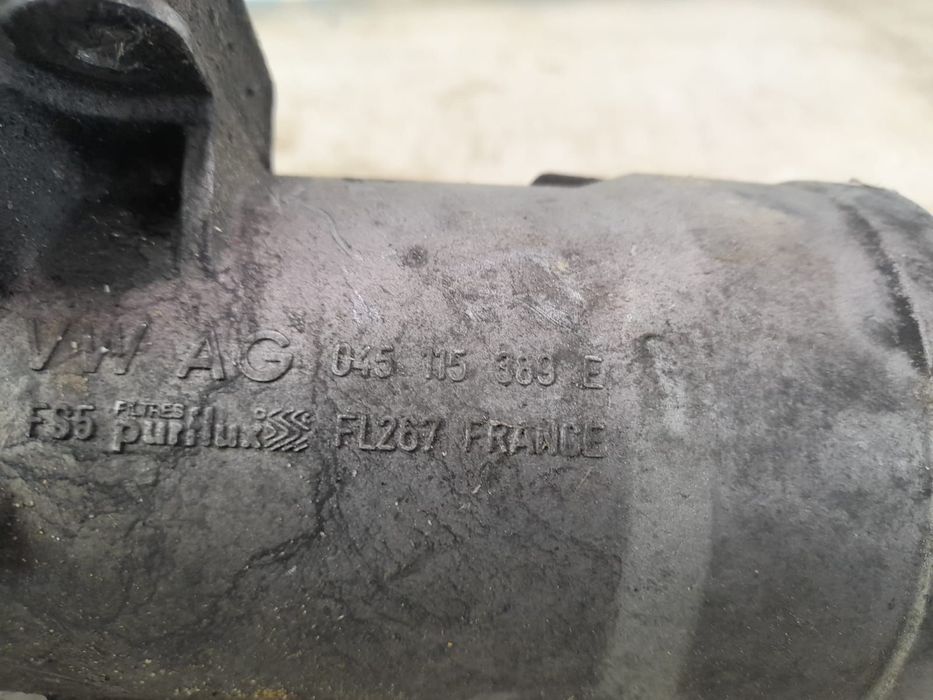 VW AG 045 115 389 E
FS5 FILTRES purflux FL267 FRANCE